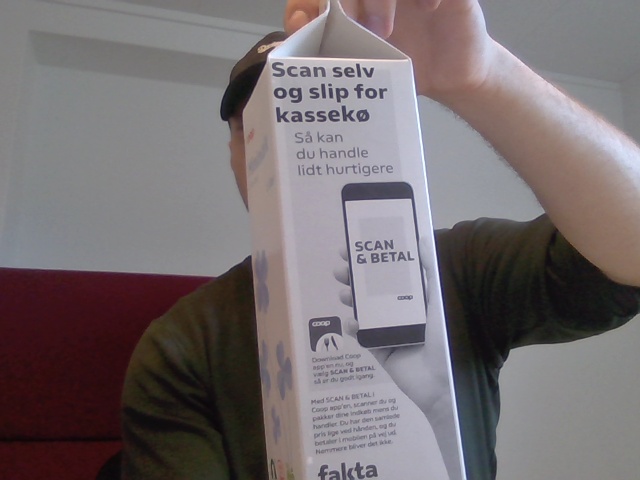 Scan selv
og slip for
kassekø
Så kan
du handle
lidt hurtigere
SCAN
& BETAL
coop
coop
Download Coop
app'en nu, og
vælg SCAN & BETAL
så er du godt igang.
Med SCAN & BETAL i
Coop app'en, scanner du og
pakker dine indkøb mens du
handler. Du har den samlede
pris lige ved hånden, og du
betaler i mobilen på vej ud.
Nemmere bliver det ikke.
fakta